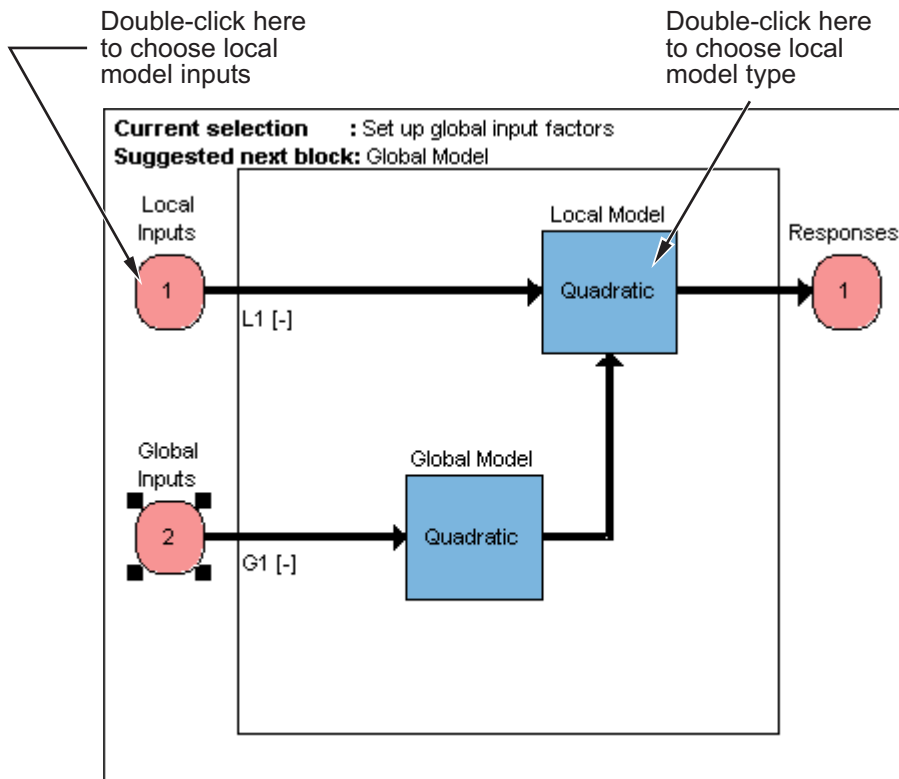 Double-click here
to choose local
model inputs
Double-click here
to choose local
model type
Current selection : Set up global input factors
Suggested next block: Global Model
Local
Inputs
1
L1 [-]
Local Model
Quadratic
Responses
1
Global
Inputs
2
G1 [-]
Global Model
Quadratic